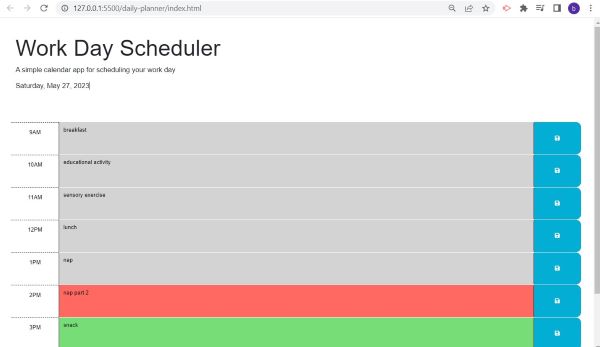 127.0.0.1:5500/daily-planner/index.html
b
Work Day Scheduler
A simple calendar app for scheduling your work day
Saturday, May 27, 2023
9AM breakfast
10AM educational activity
11AM sensory exercise
12PM lunch
1PM nap
2PM nap part 2
3PM snack